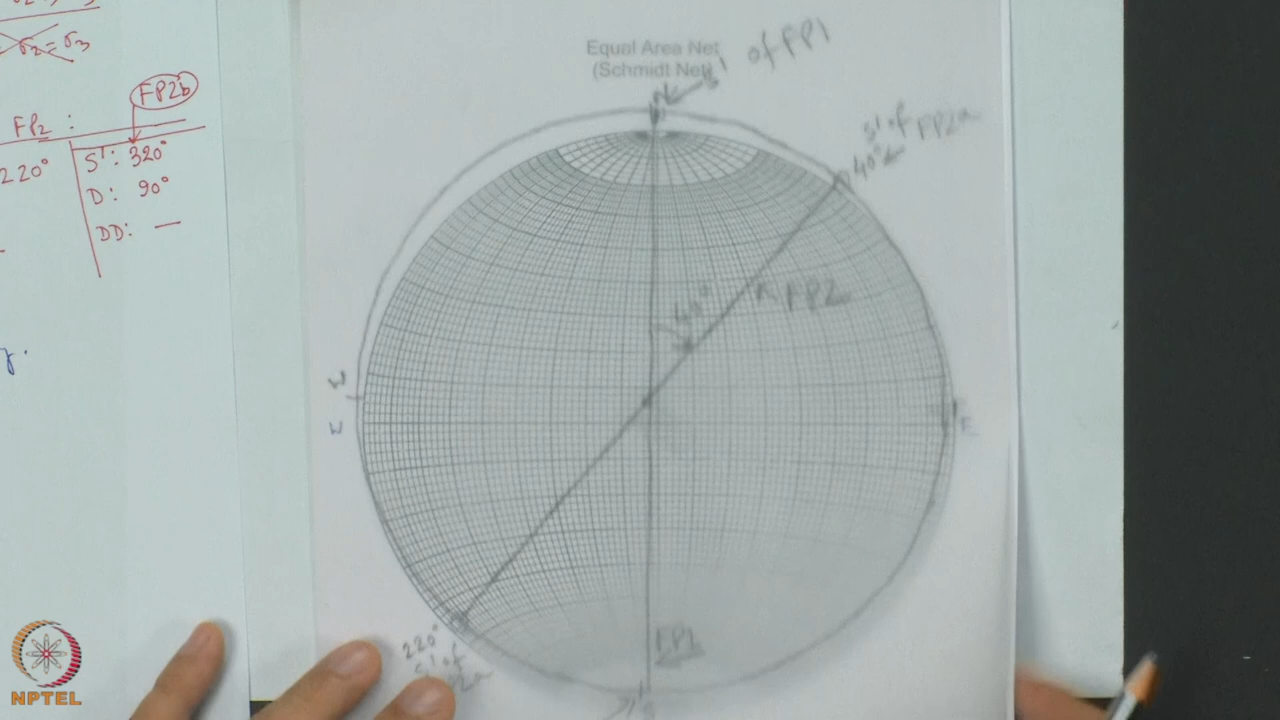 σ₂=σ₃
FP2b
FP₂ :
220°
S': 320°
D: 90°
DD: —
Equal Area Net
(Schmidt Net)
of FP1
N
S' of FP2a
40°
40°
FP2
E
FP1
220°
S' of
NPTEL